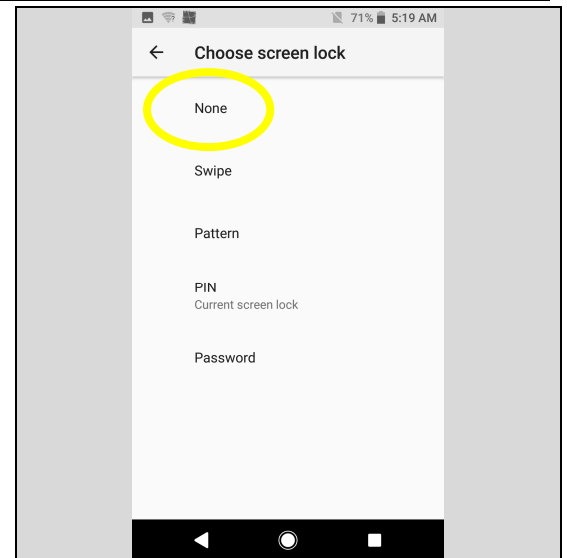 71% 5:19 AM
Choose screen lock
None
Swipe
Pattern
PIN
Current screen lock
Password